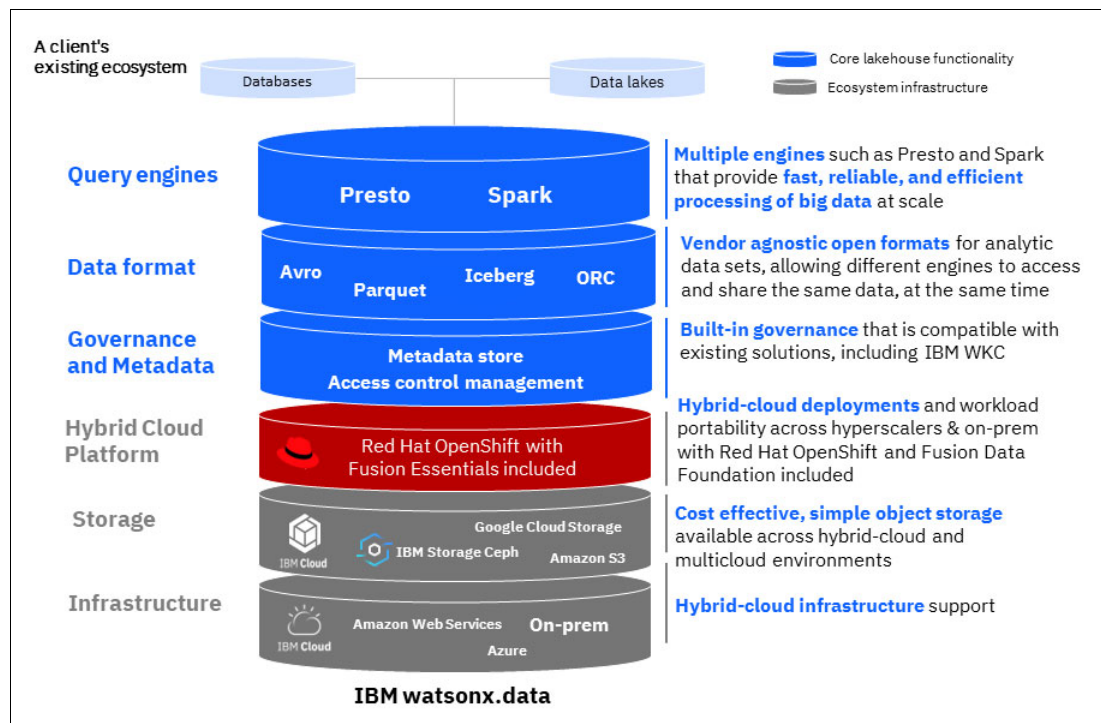 A client's
existing ecosystem
Databases
Data lakes
Core lakehouse functionality
Ecosystem infrastructure
Query engines
Presto
Spark
Multiple engines such as Presto and Spark
that provide fast, reliable, and efficient
processing of big data at scale
Data format
Avro
Parquet
Iceberg
ORC
Vendor agnostic open formats for analytic
data sets, allowing different engines to access
and share the same data, at the same time
Governance
and Metadata
Metadata store
Access control management
Built-in governance that is compatible with
existing solutions, including IBM WKC
Hybrid Cloud
Platform
Red Hat OpenShift with
Fusion Essentials included
Hybrid-cloud deployments and workload
portability across hyperscalers & on-prem
with Red Hat OpenShift and Fusion Data
Foundation included
Storage
IBM Cloud
IBM Storage Ceph
Google Cloud Storage
Amazon S3
Cost effective, simple object storage
available across hybrid-cloud and
multicloud environments
Infrastructure
IBM Cloud
Amazon Web Services
On-prem
Azure
Hybrid-cloud infrastructure support
IBM watsonx.data